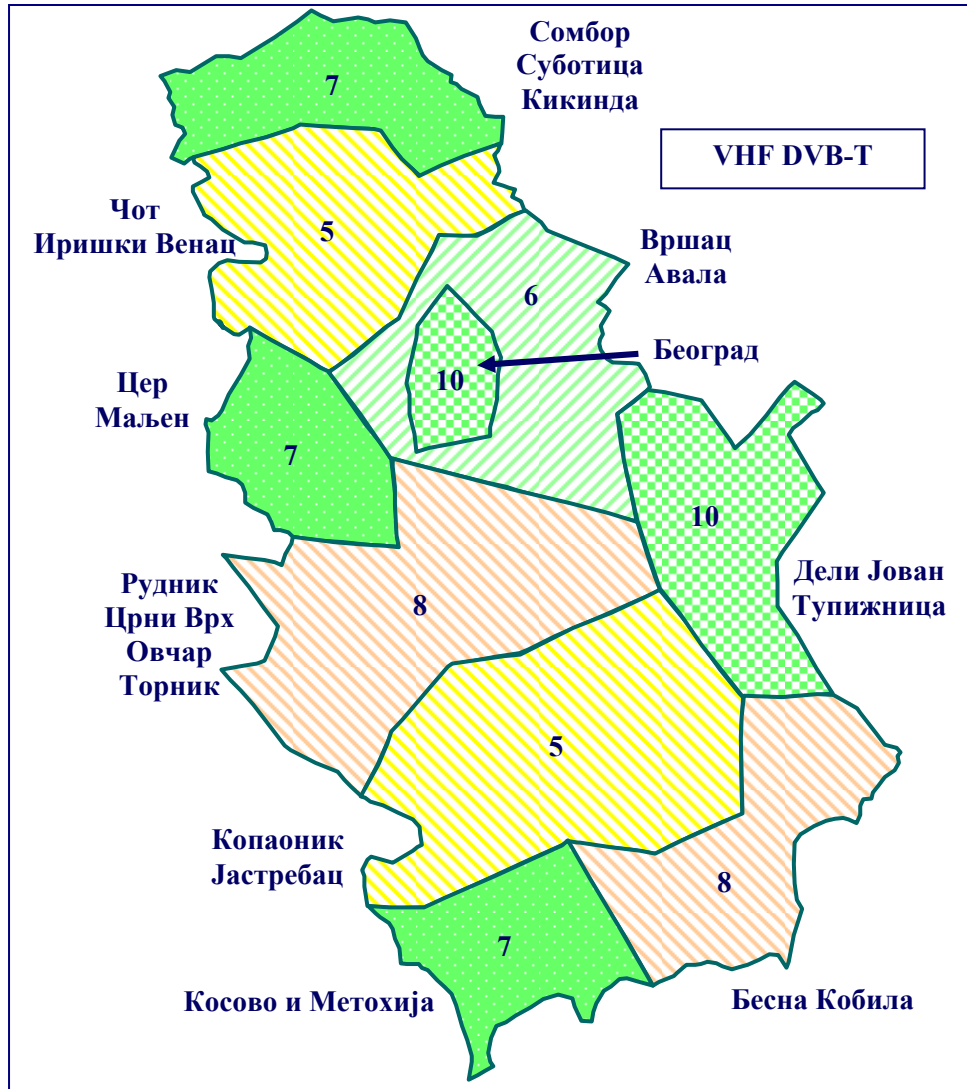 Сомбор
Суботица
Кикинда
7
VHF DVB-T
Чот
Иришки Венац
5
Вршац
Авала
6
Београд
10
Цер
Маљен
7
10
Дели Јован
Тупижница
Рудник
Црни Врх
Овчар
Торник
8
5
Копаоник
Јастребац
8
7
Косово и Метохија
Бесна Кобила